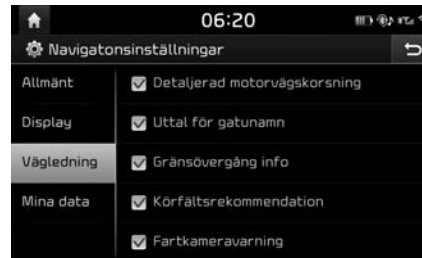 06:20
Navigatonsinställningar
Allmänt
Detaljerad motorvägskorsning
Display
Uttal för gatunamn
Vägledning
Gränsövergång info
Mina data
Körfältsrekommendation
Fartkameravarning